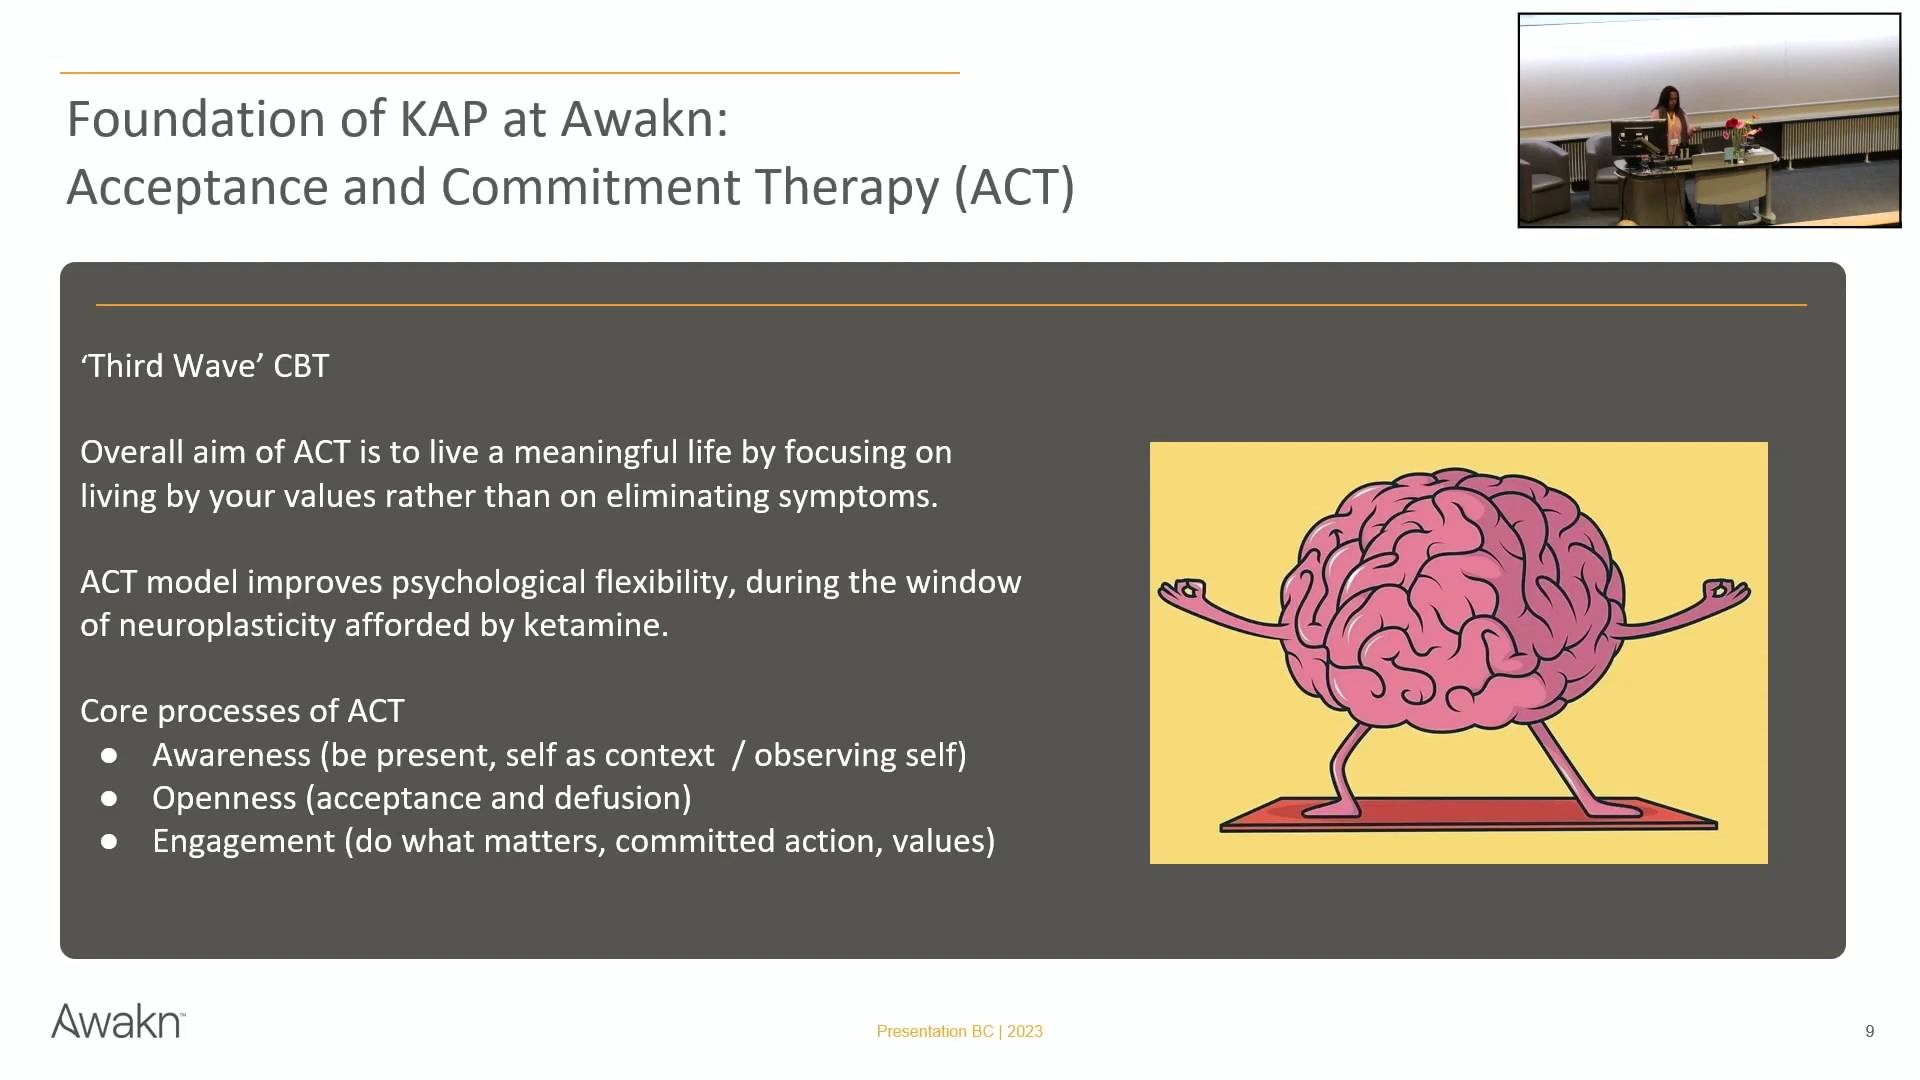 Foundation of KAP at Awakn:
Acceptance and Commitment Therapy (ACT)
‘Third Wave’ CBT
Overall aim of ACT is to live a meaningful life by focusing on
living by your values rather than on eliminating symptoms.
ACT model improves psychological flexibility, during the window
of neuroplasticity afforded by ketamine.
Core processes of ACT
● Awareness (be present, self as context / observing self)
● Openness (acceptance and defusion)
● Engagement (do what matters, committed action, values)
Awakn™
Presentation BC | 2023
9